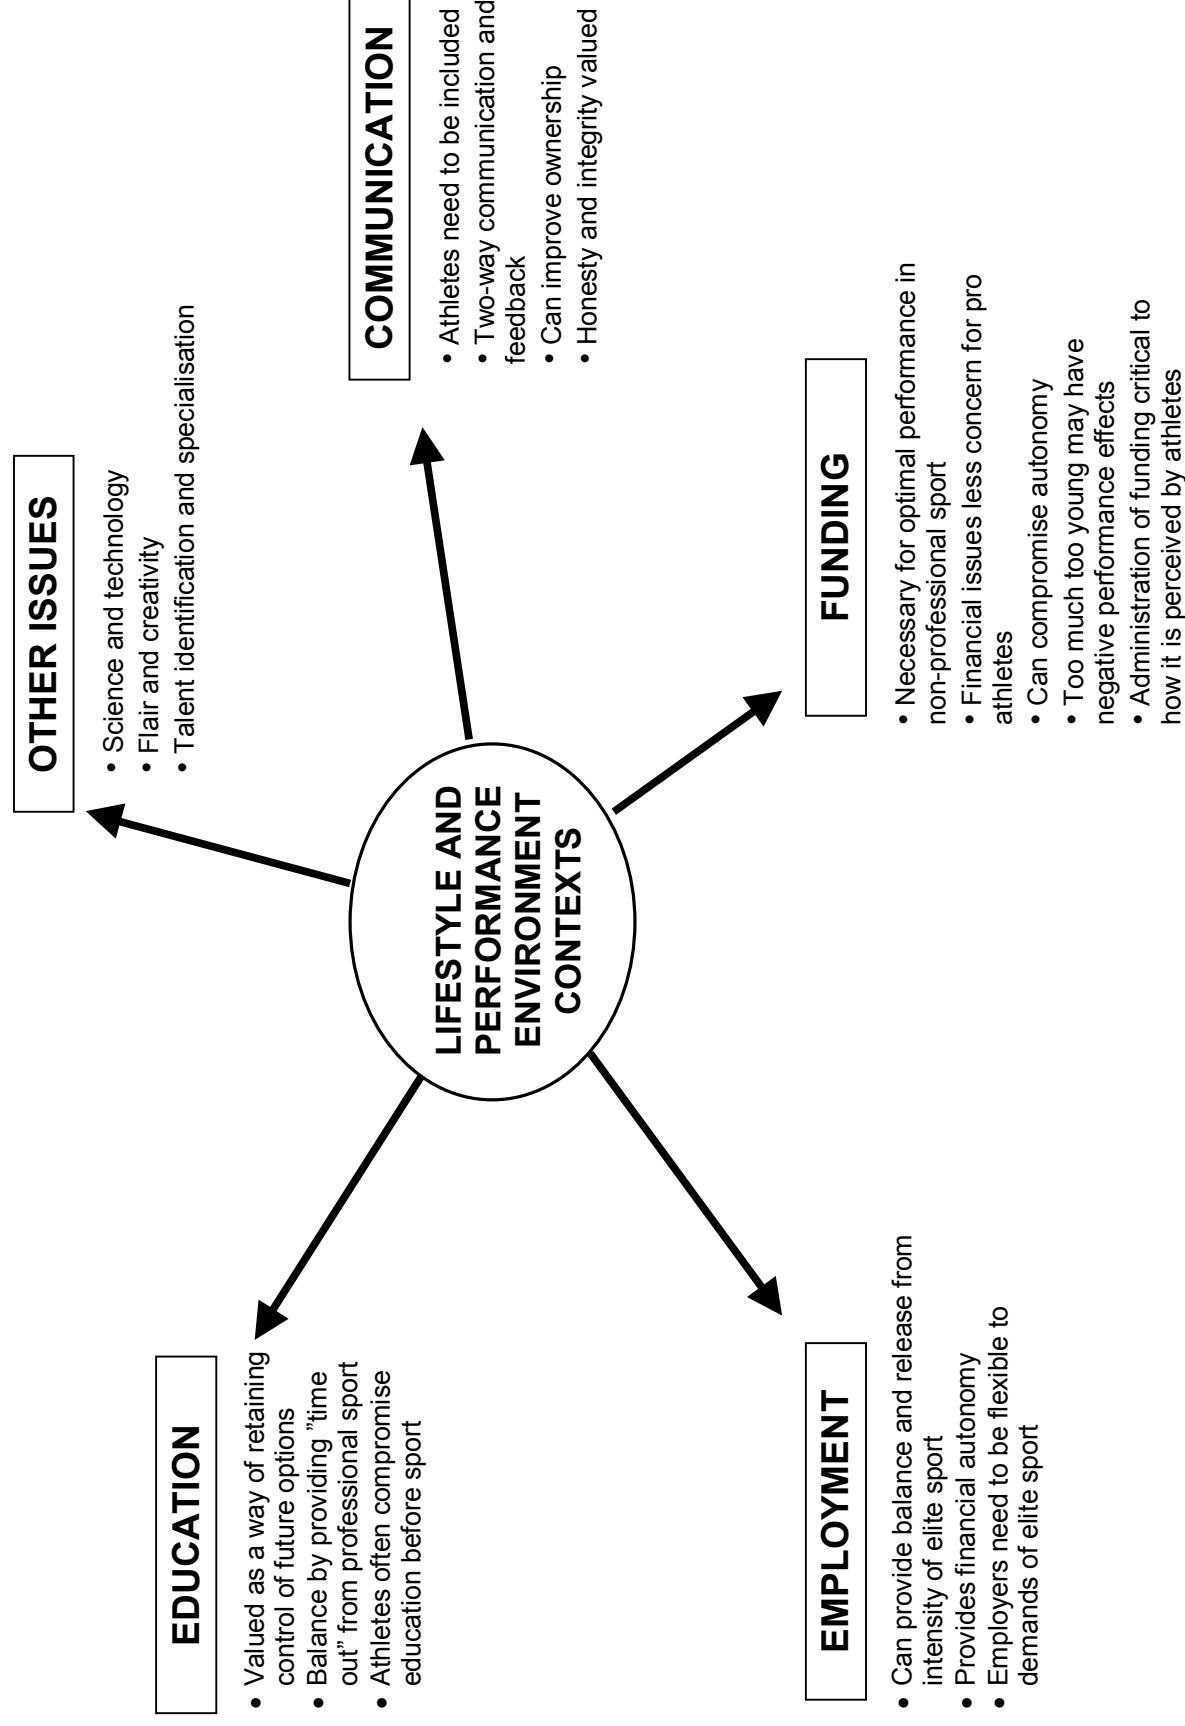 EDUCATION
• Valued as a way of retaining
control of future options
• Balance by providing ”time
out” from professional sport
• Athletes often compromise
education before sport
OTHER ISSUES
• Science and technology
• Flair and creativity
• Talent identification and specialisation
COMMUNICATION
• Athletes need to be included
• Two-way communication and
feedback
• Can improve ownership
• Honesty and integrity valued
LIFESTYLE AND
PERFORMANCE
ENVIRONMENT
CONTEXTS
EMPLOYMENT
• Can provide balance and release from
intensity of elite sport
• Provides financial autonomy
• Employers need to be flexible to
demands of elite sport
FUNDING
• Necessary for optimal performance in
non-professional sport
• Financial issues less concern for pro
athletes
• Can compromise autonomy
• Too much too young may have
negative performance effects
• Administration of funding critical to
how it is perceived by athletes